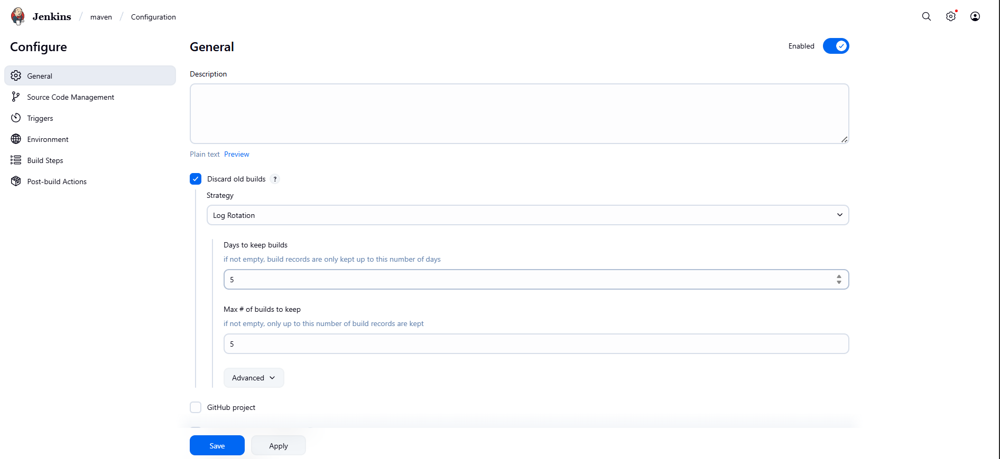 Jenkins / maven / Configuration
Configure
General
Source Code Management
Triggers
Environment
Build Steps
Post-build Actions
General
Enabled
Description
Plain text Preview
Discard old builds ?
Strategy
Log Rotation
Days to keep builds
if not empty, build records are only kept up to this number of days
5
Max # of builds to keep
if not empty, only up to this number of build records are kept
5
Advanced
GitHub project
Save Apply